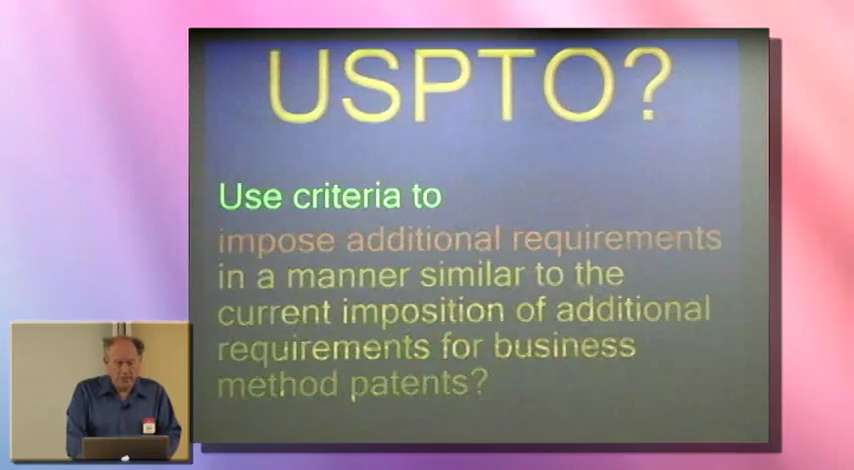 USPTO?
Use criteria to
impose additional requirements
in a manner similar to the
current imposition of additional
requirements for business
method patents?